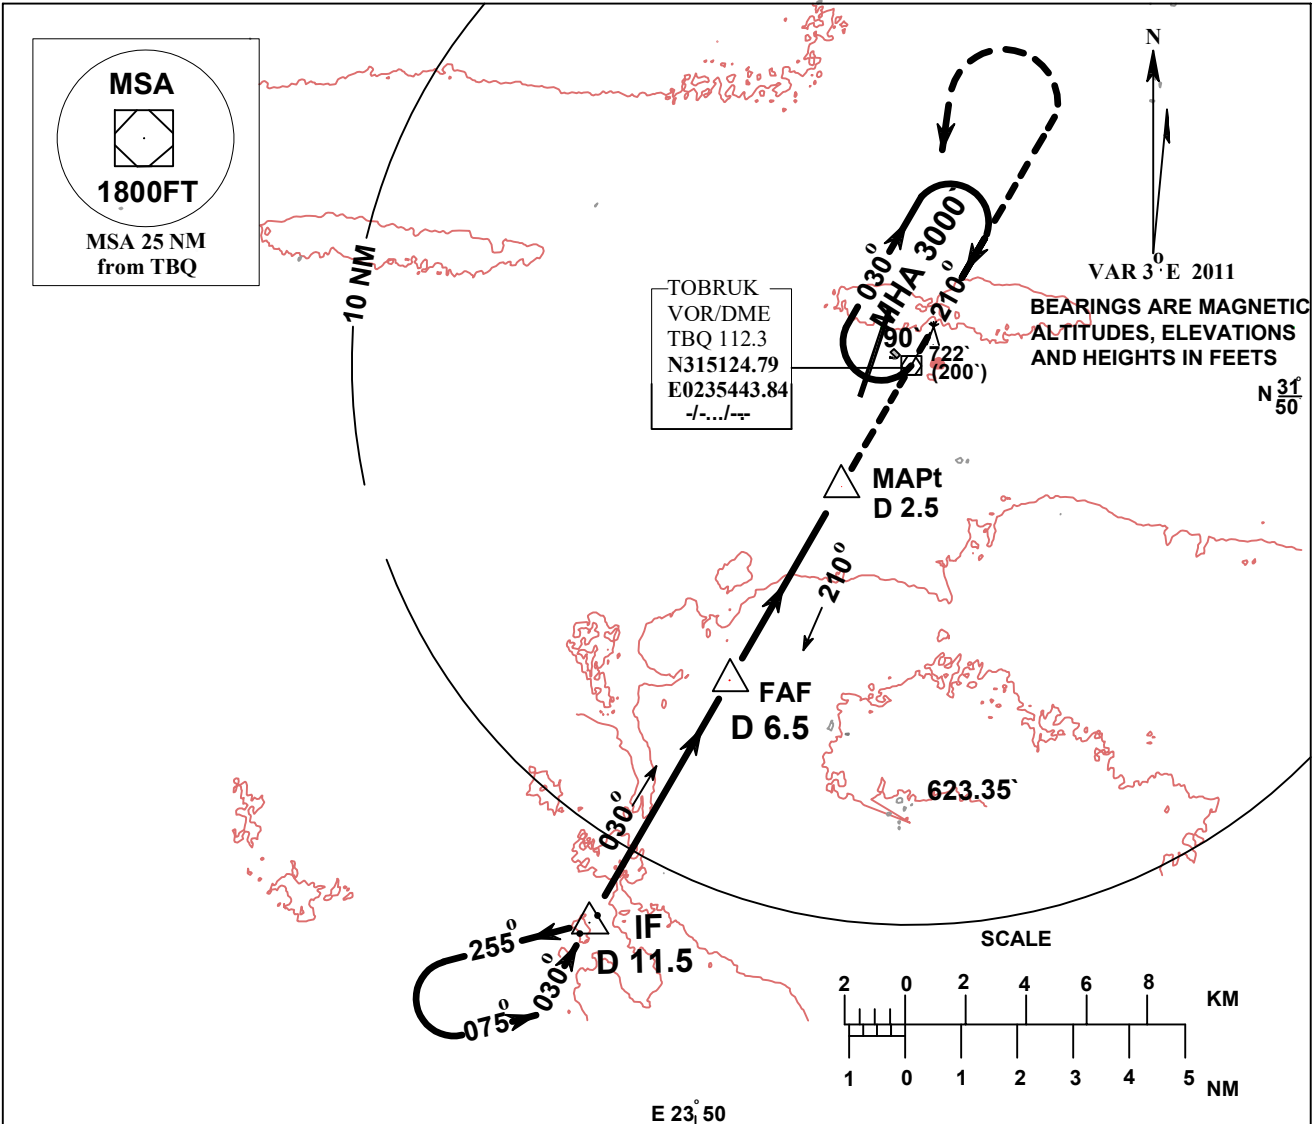 MSA
1800FT
MSA 25 NM
from TBQ
10 NM
N
VAR 3° E 2011
BEARINGS ARE MAGNETIC
ALTITUDES, ELEVATIONS
AND HEIGHTS IN FEETS
N 31°
50
TOBRUK
VOR/DME
TBQ 112.3
N315124.79
E0235443.84
-/-.../--.-
030°
MHA 3000`
210°
90`
722`
(200`)
MAPt
D 2.5
210°
FAF
D 6.5
623.35`
030°
IF
D 11.5
255°
030°
075°
SCALE
2 0 2 4 6 8
KM
1 0 1 2 3 4 5
NM
E 23° 50